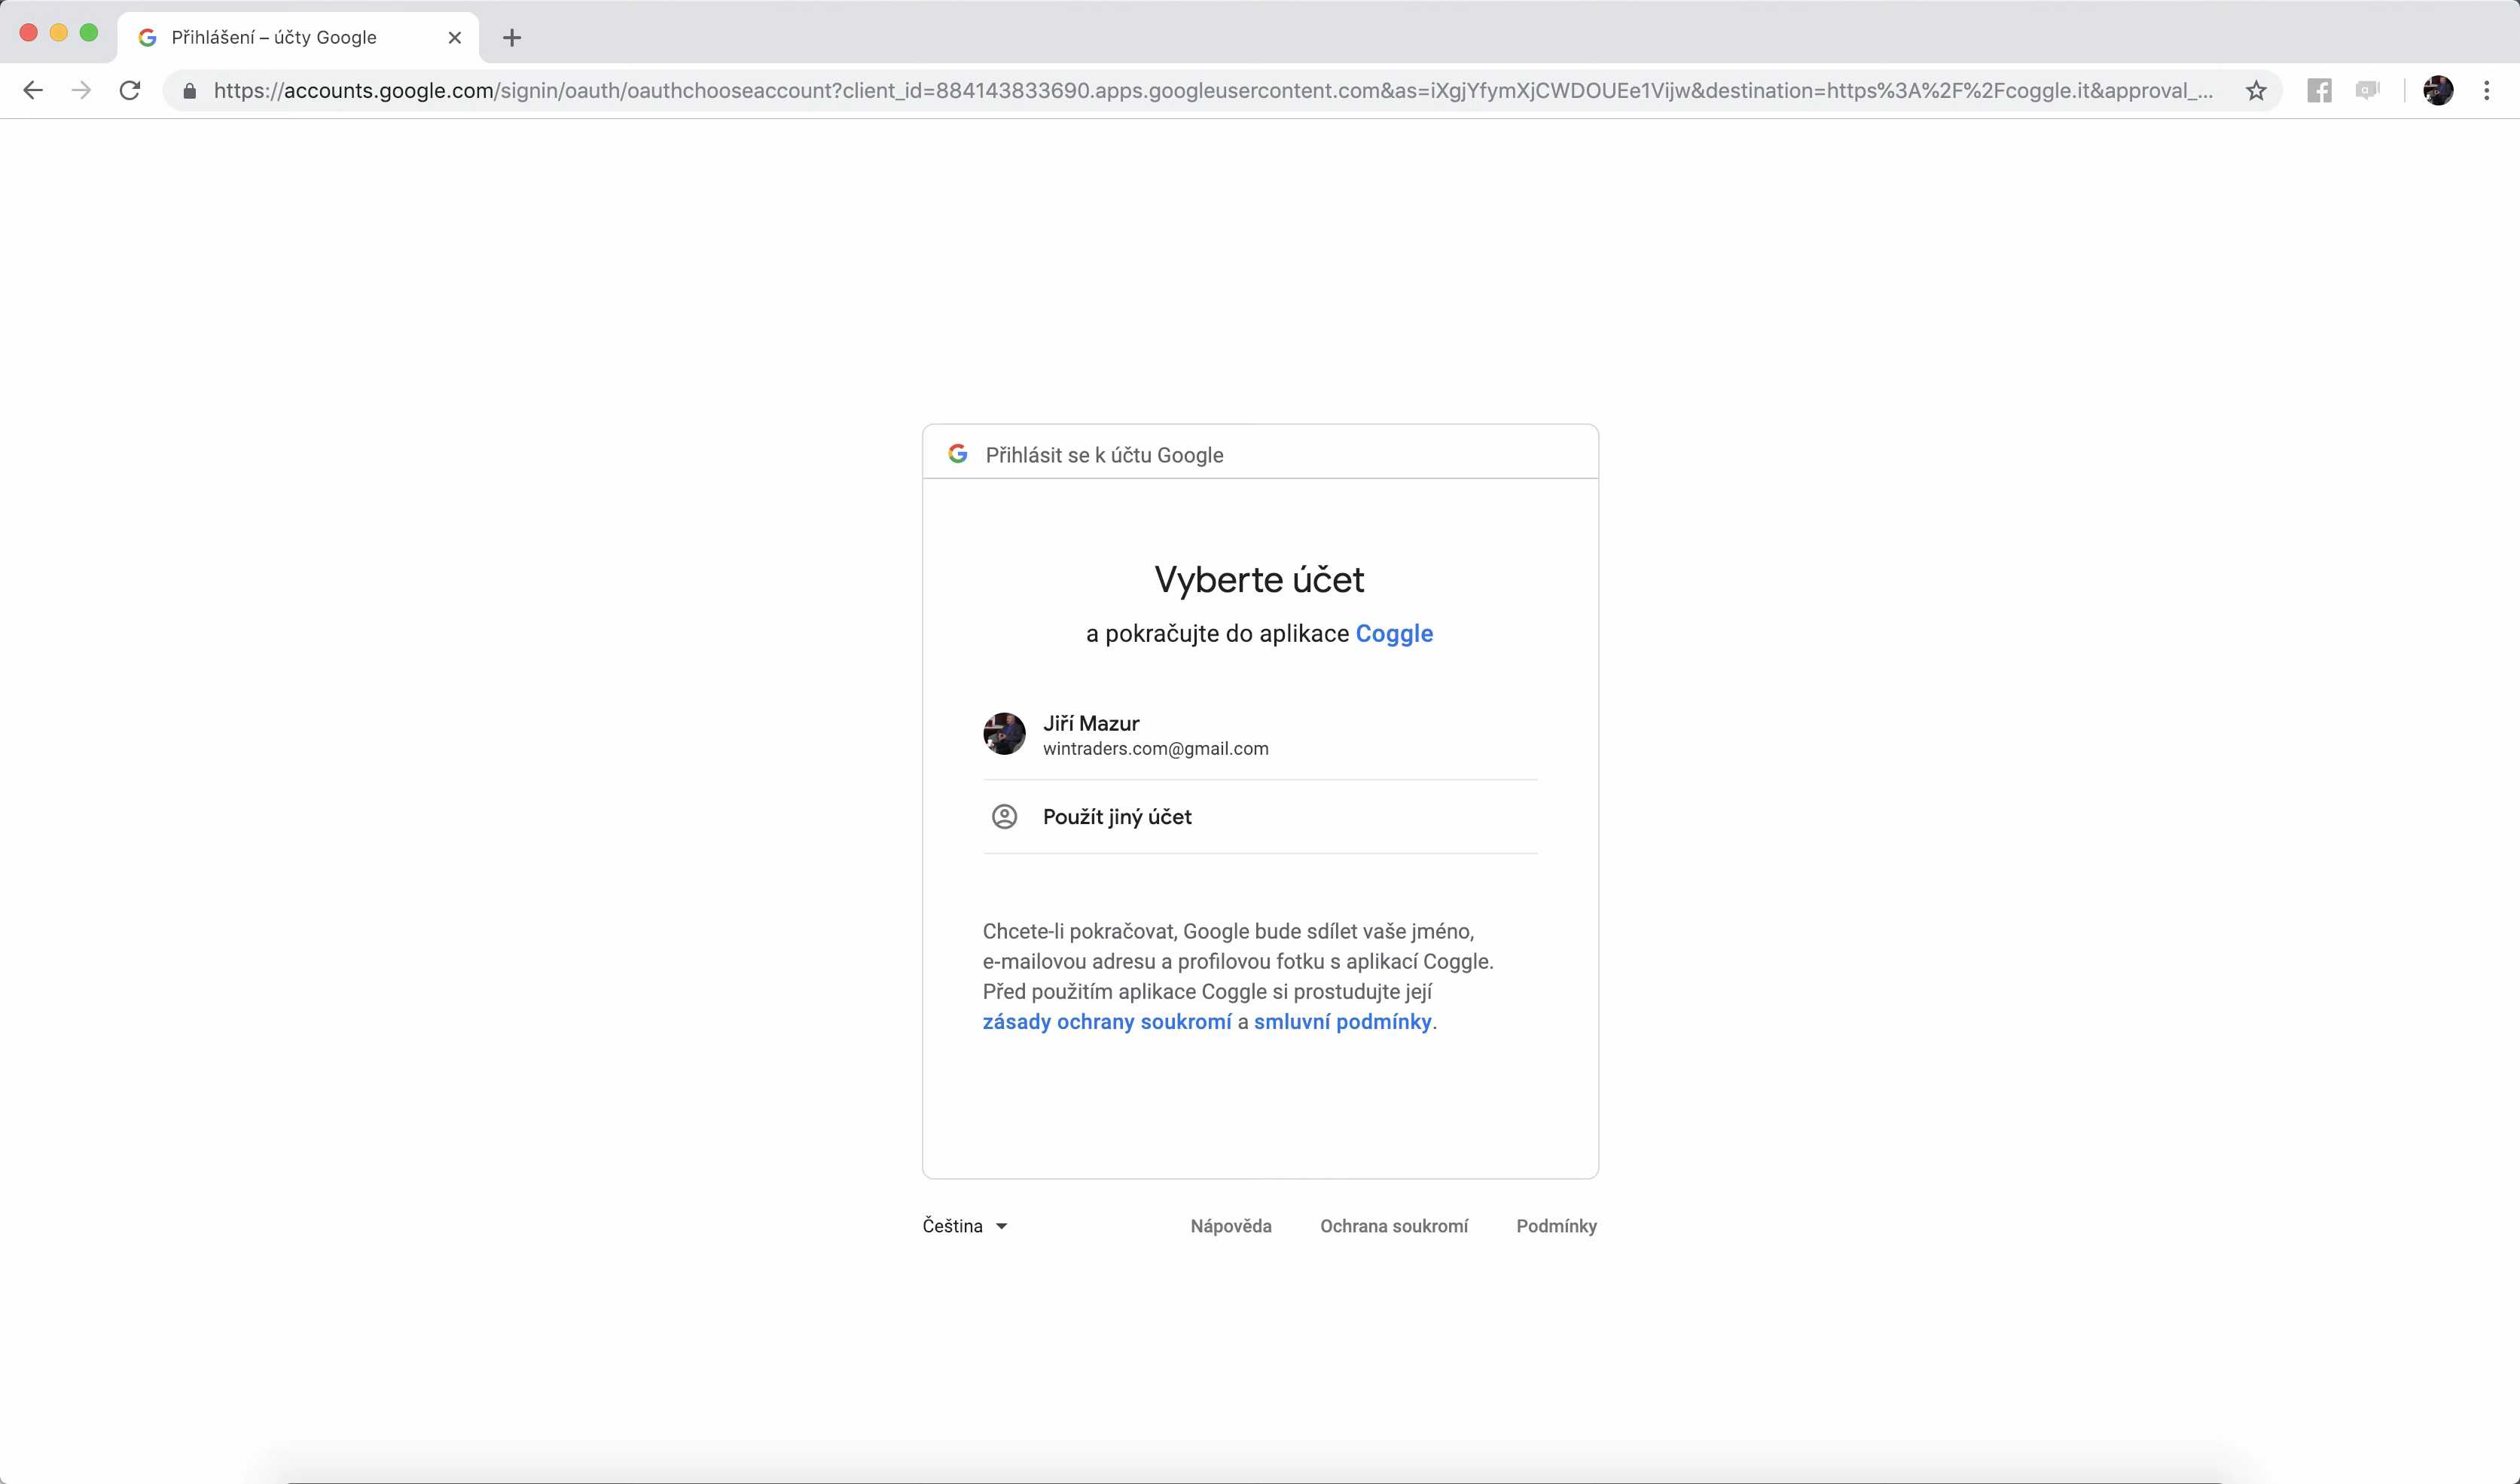 Přihlášení – účty Google
https://accounts.google.com/signin/oauth/oauthchooseaccount?client_id=884143833690.apps.googleusercontent.com&as=iXgjYfymXjCWDOUEe1Vijw&destination=https%3A%2F%2Fcoggle.it&approval_...
Přihlásit se k účtu Google
Vyberte účet
a pokračujte do aplikace Coggle
Jiří Mazur
wintraders.com@gmail.com
Použít jiný účet
Chcete-li pokračovat, Google bude sdílet vaše jméno,
e-mailovou adresu a profilovou fotku s aplikací Coggle.
Před použitím aplikace Coggle si prostudujte její
zásady ochrany soukromí a smluvní podmínky.
Čeština
Nápověda
Ochrana soukromí
Podmínky